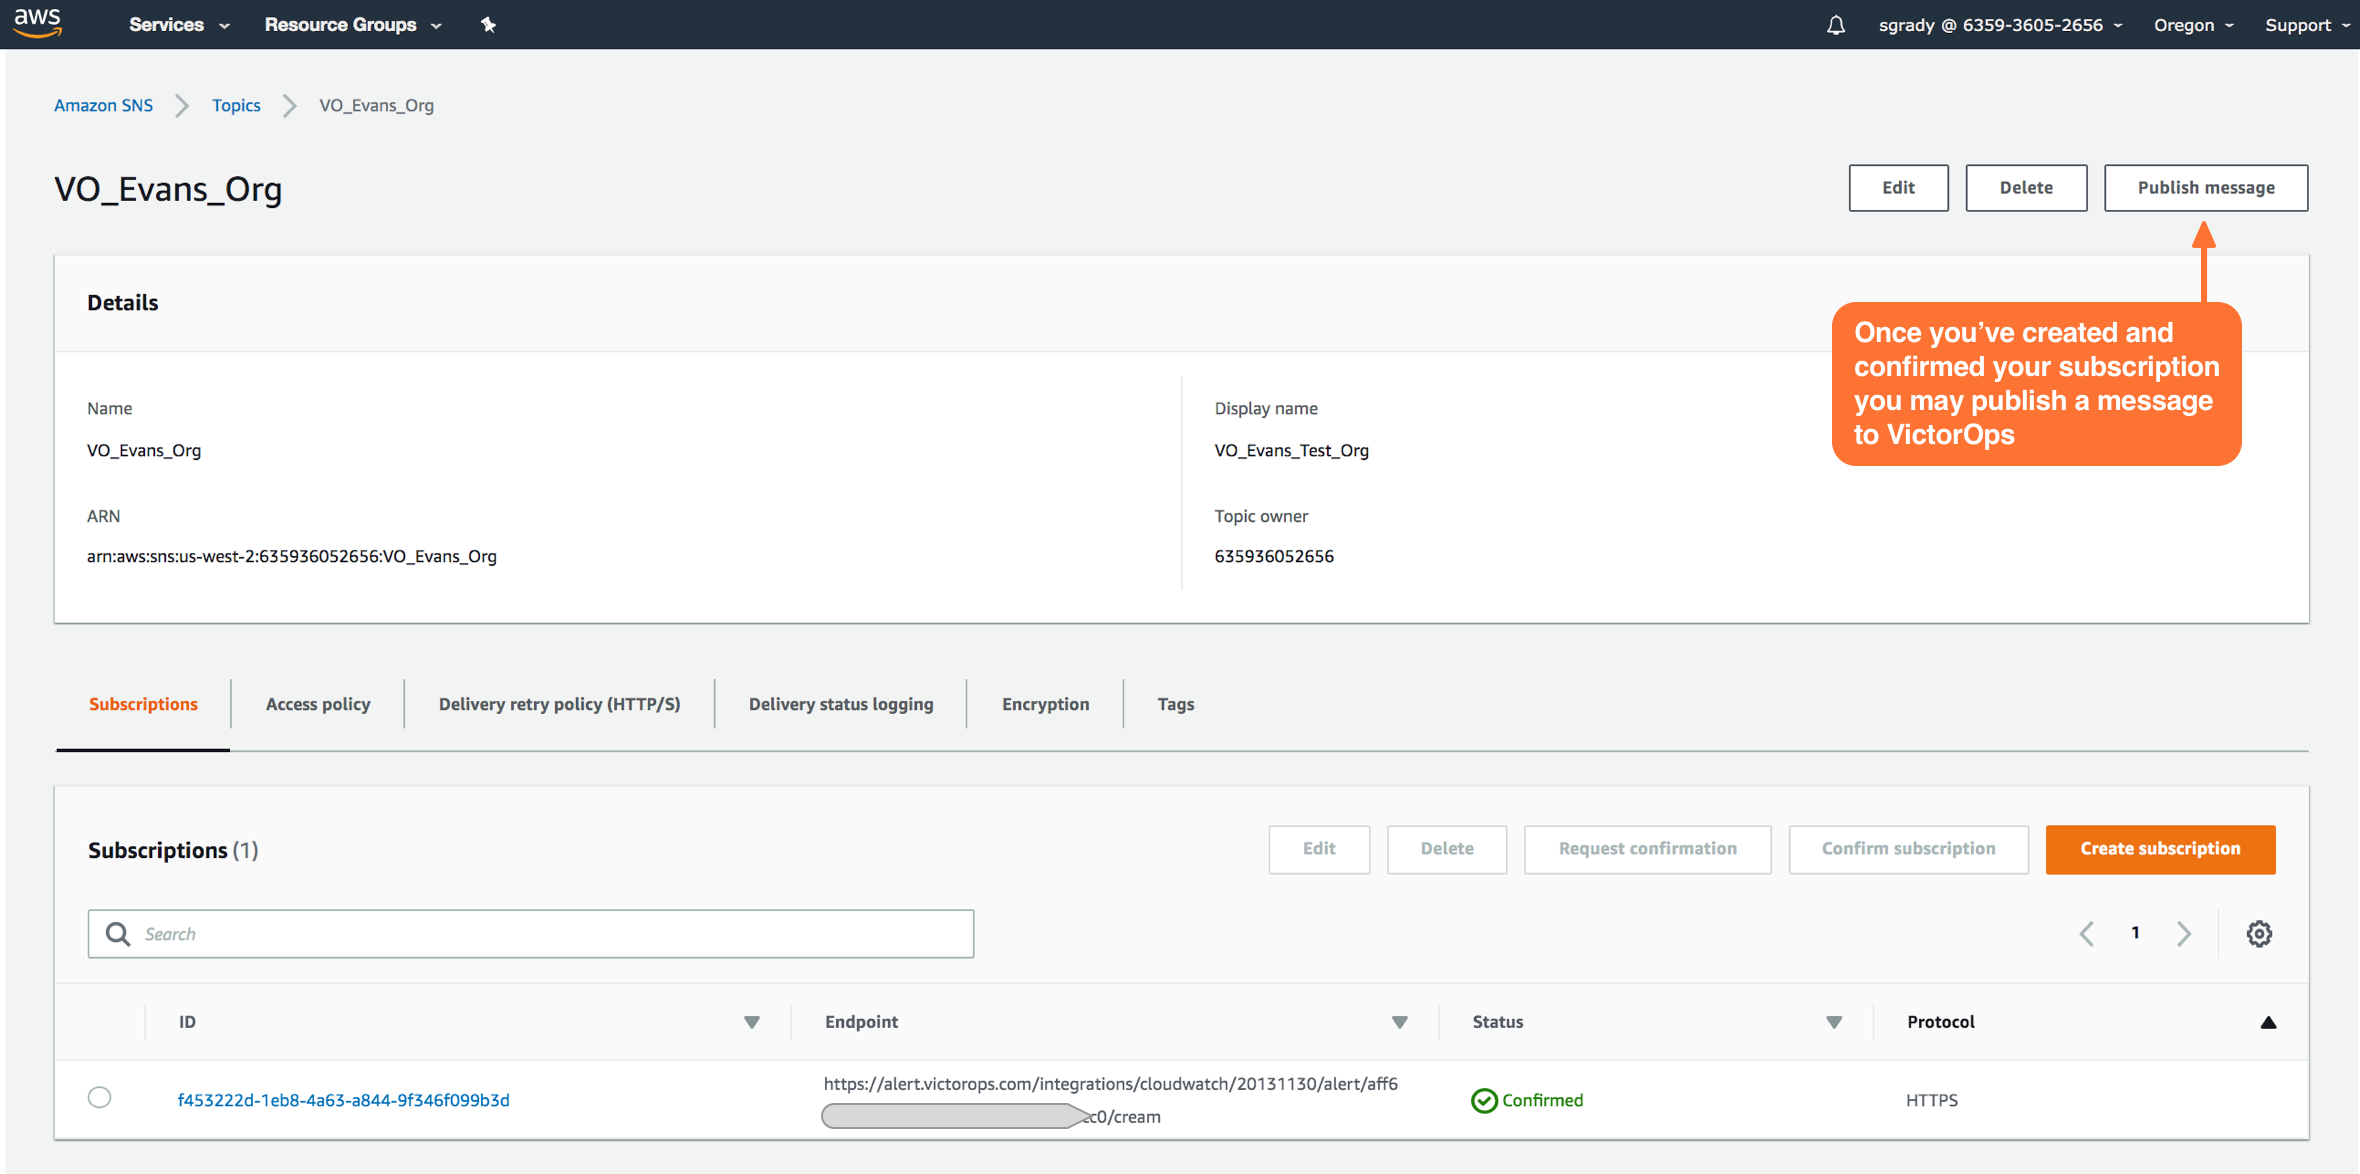 aws Services Resource Groups sgrady @ 6359-3605-2656 Oregon Support
Amazon SNS Topics VO_Evans_Org
VO_Evans_Org
Edit Delete Publish message
Details
Once you’ve created and
confirmed your subscription
you may publish a message
to VictorOps
Name
VO_Evans_Org
Display name
VO_Evans_Test_Org
ARN
arn:aws:sns:us-west-2:635936052656:VO_Evans_Org
Topic owner
635936052656
Subscriptions Access policy Delivery retry policy (HTTP/S) Delivery status logging Encryption Tags
Subscriptions (1)
Edit Delete Request confirmation Confirm subscription Create subscription
Search
1
ID Endpoint Status Protocol
f453222d-1eb8-4a63-a844-9f346f099b3d
https://alert.victorops.com/integrations/cloudwatch/20131130/alert/aff6
c0/cream
Confirmed
HTTPS